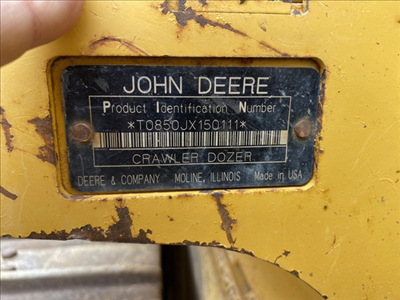 JOHN DEERE
Product Identification Number
*T0850JX150111*
CRAWLER DOZER
DEERE & COMPANY MOLINE, ILLINOIS Made in USA